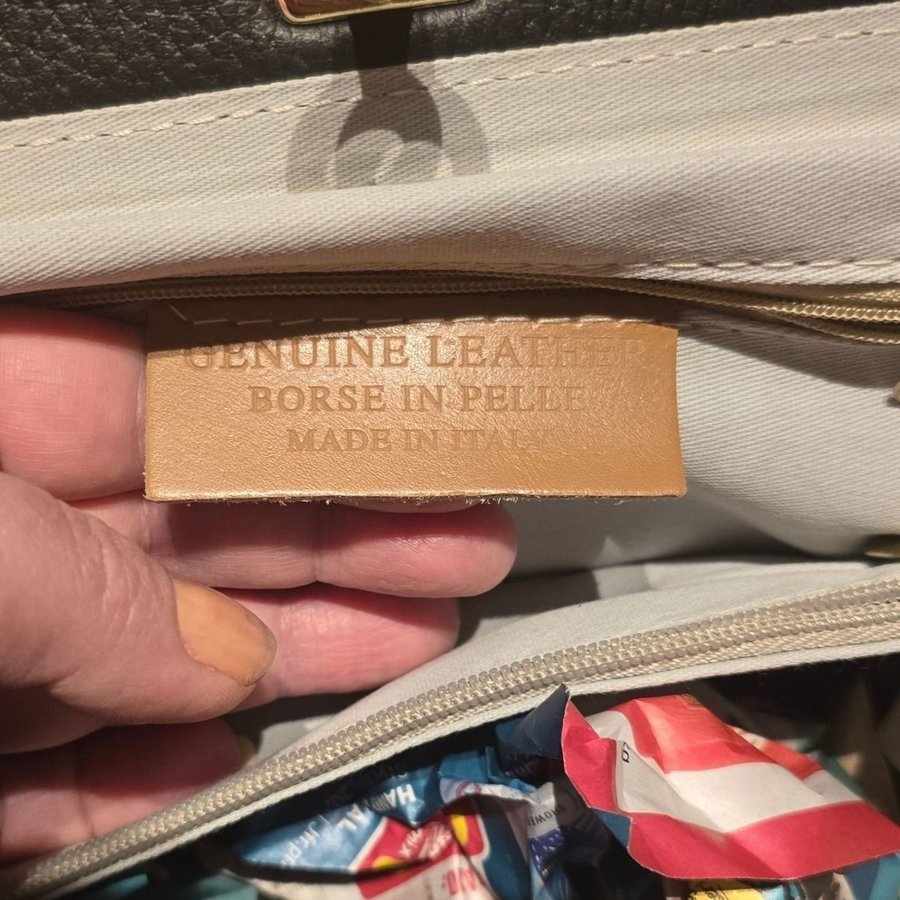 GENUINE LEATHER
BORSE IN PELLE
MADE IN ITALY